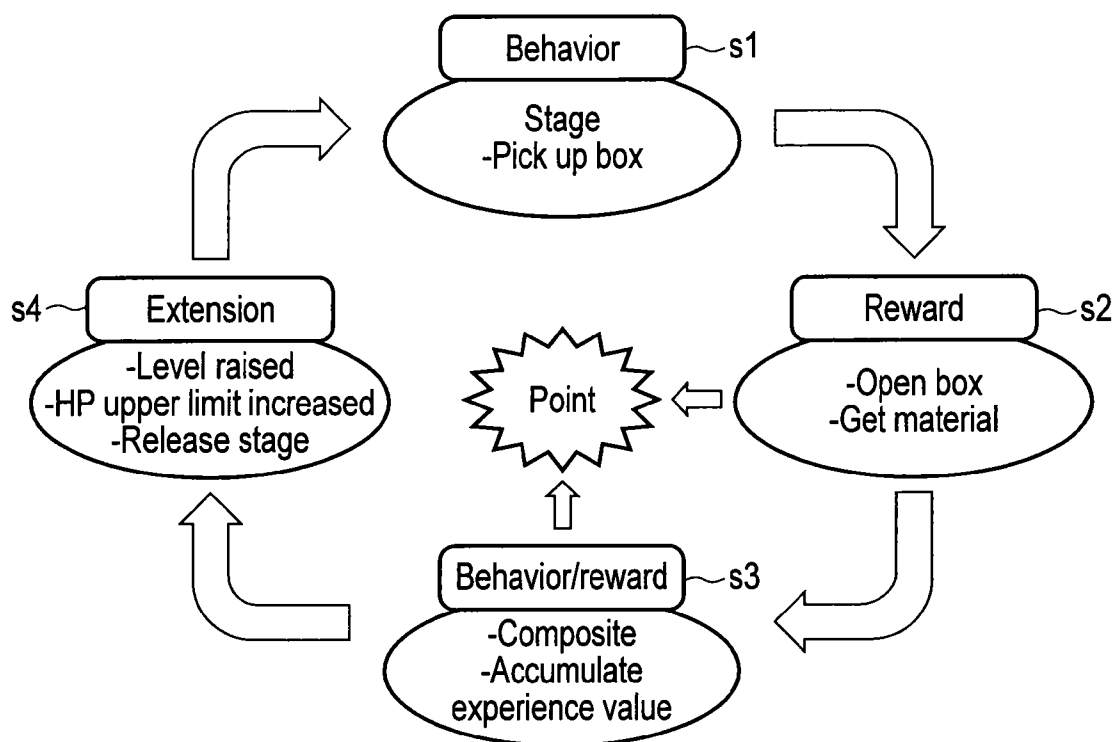 Behavior
s1
Stage
-Pick up box
s4
Extension
-Level raised
-HP upper limit increased
-Release stage
Reward
s2
-Open box
-Get material
Point
Behavior/reward
s3
-Composite
-Accumulate
experience value